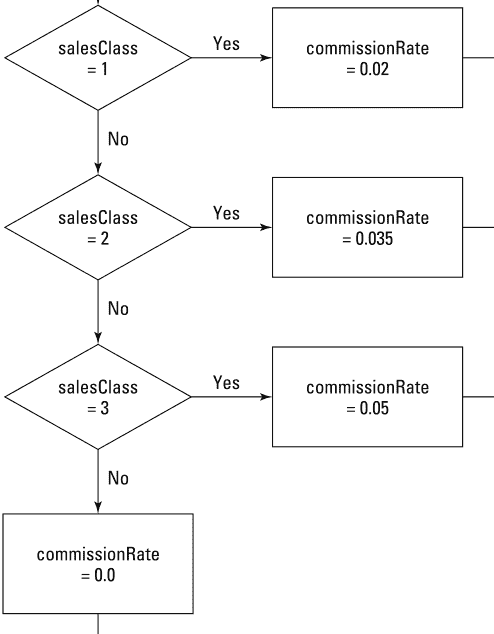 salesClass
= 1
Yes
commissionRate
= 0.02
No
salesClass
= 2
Yes
commissionRate
= 0.035
No
salesClass
= 3
Yes
commissionRate
= 0.05
No
commissionRate
= 0.0